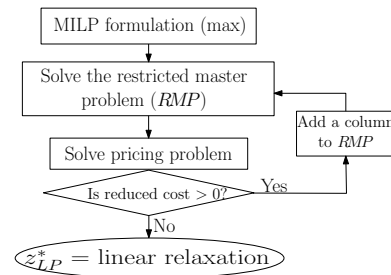 MILP formulation (max)
Solve the restricted master
problem (RMP)
Add a column
to RMP
Solve pricing problem
Is reduced cost > 0?
Yes
No
z*LP = linear relaxation